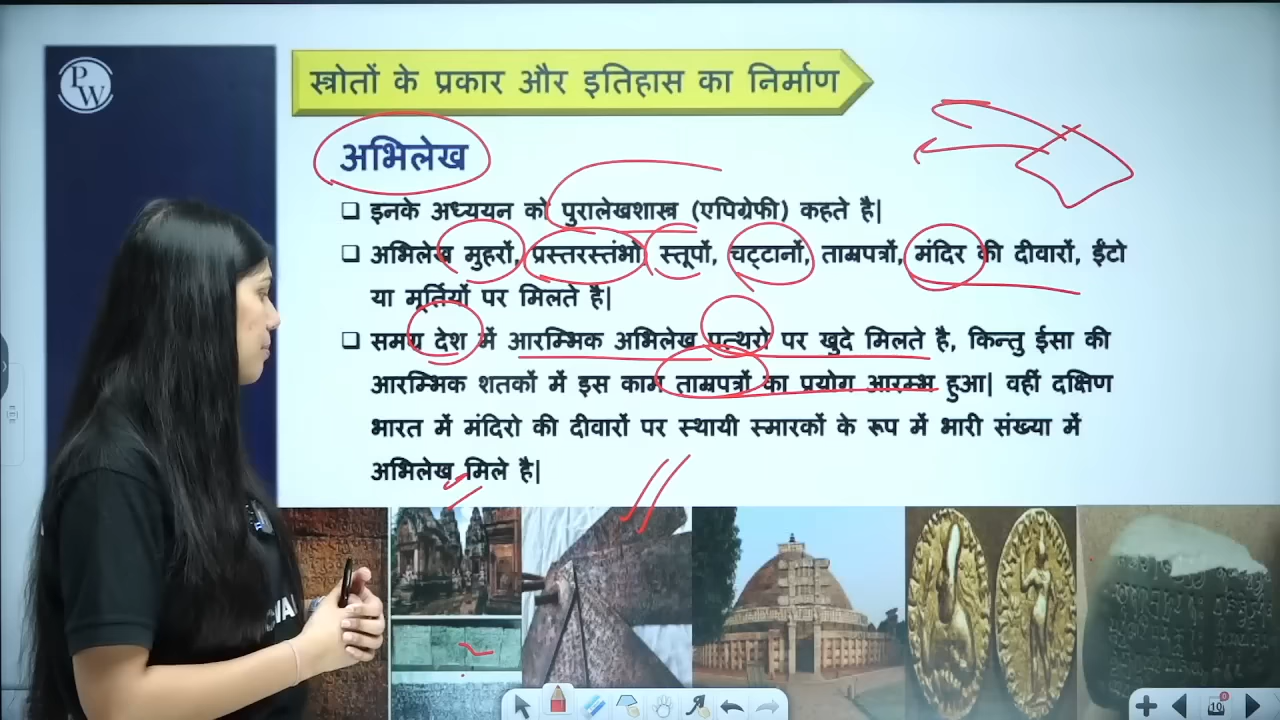 PW
स्त्रोतों के प्रकार और इतिहास का निर्माण
अभिलेख
❑ इनके अध्ययन को पुरालेखशास्त्र (एपिग्रेफी) कहते है|
❑ अभिलेख मुहरों, प्रस्तरस्तंभो, स्तूपों, चट्टानों, ताम्रपत्रों, मंदिर की दीवारों, ईंटो
या मूर्तियों पर मिलते है|
❑ समग्र देश में आरम्भिक अभिलेख पत्थरो पर खुदे मिलते है, किन्तु ईसा की
आरम्भिक शतकों में इस काम ताम्रपत्रों का प्रयोग आरम्भ हुआ| वहीं दक्षिण
भारत में मंदिरो की दीवारों पर स्थायी स्मारकों के रूप में भारी संख्या में
अभिलेख मिले है|